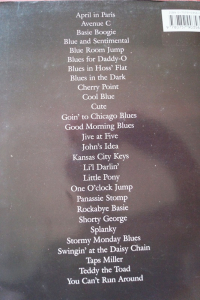 April in Paris
Avenue C
Basie Boogie
Blue and Sentimental
Blue Room Jump
Blues for Daddy-O
Blues in Hoss' Flat
Blues in the Dark
Cherry Point
Cool Blue
Cute
Goin' to Chicago Blues
Good Morning Blues
Jive at Five
John's Idea
Kansas City Keys
Li'l Darlin'
Little Pony
One O'clock Jump
Panassie Stomp
Rockabye Basie
Shorty George
Splanky
Stormy Monday Blues
Swingin' at the Daisy Chain
Taps Miller
Teddy the Toad
You Can't Run Around